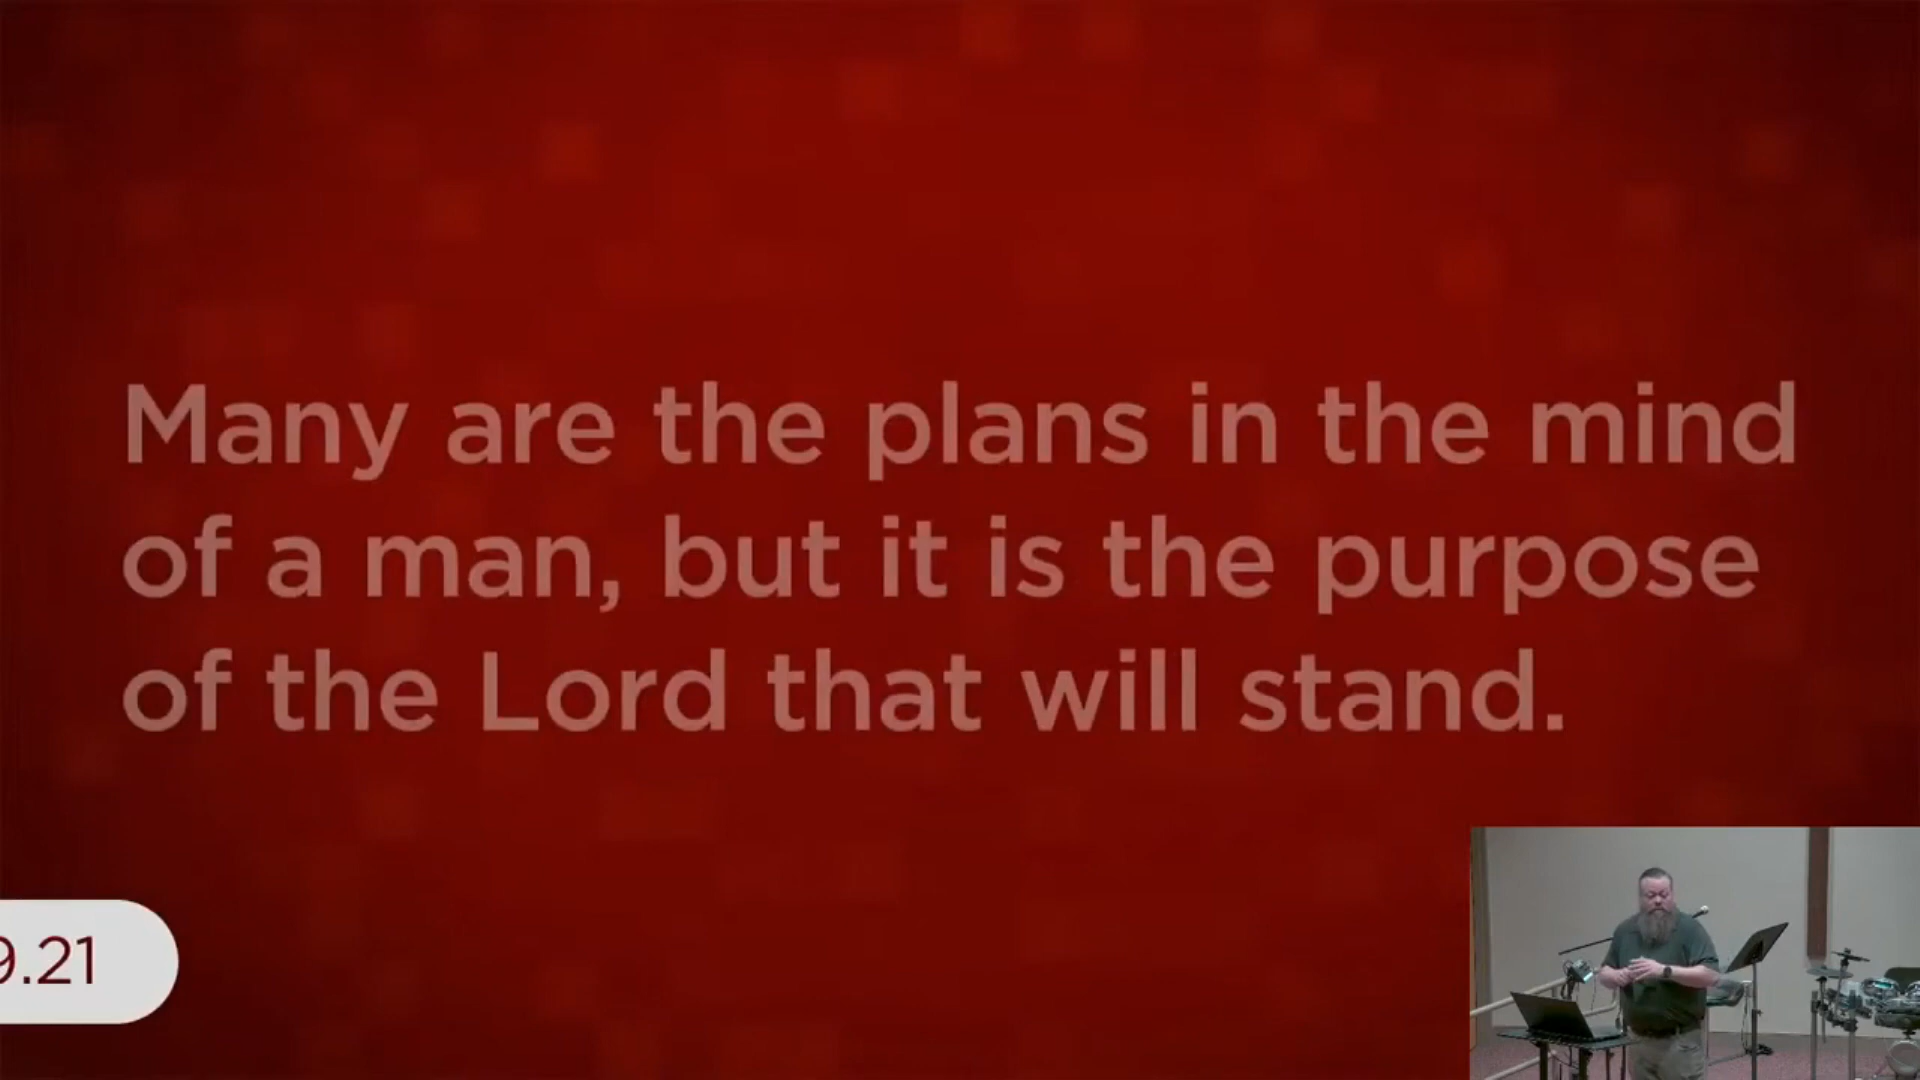 Many are the plans in the mind
of a man, but it is the purpose
of the Lord that will stand.
9.21